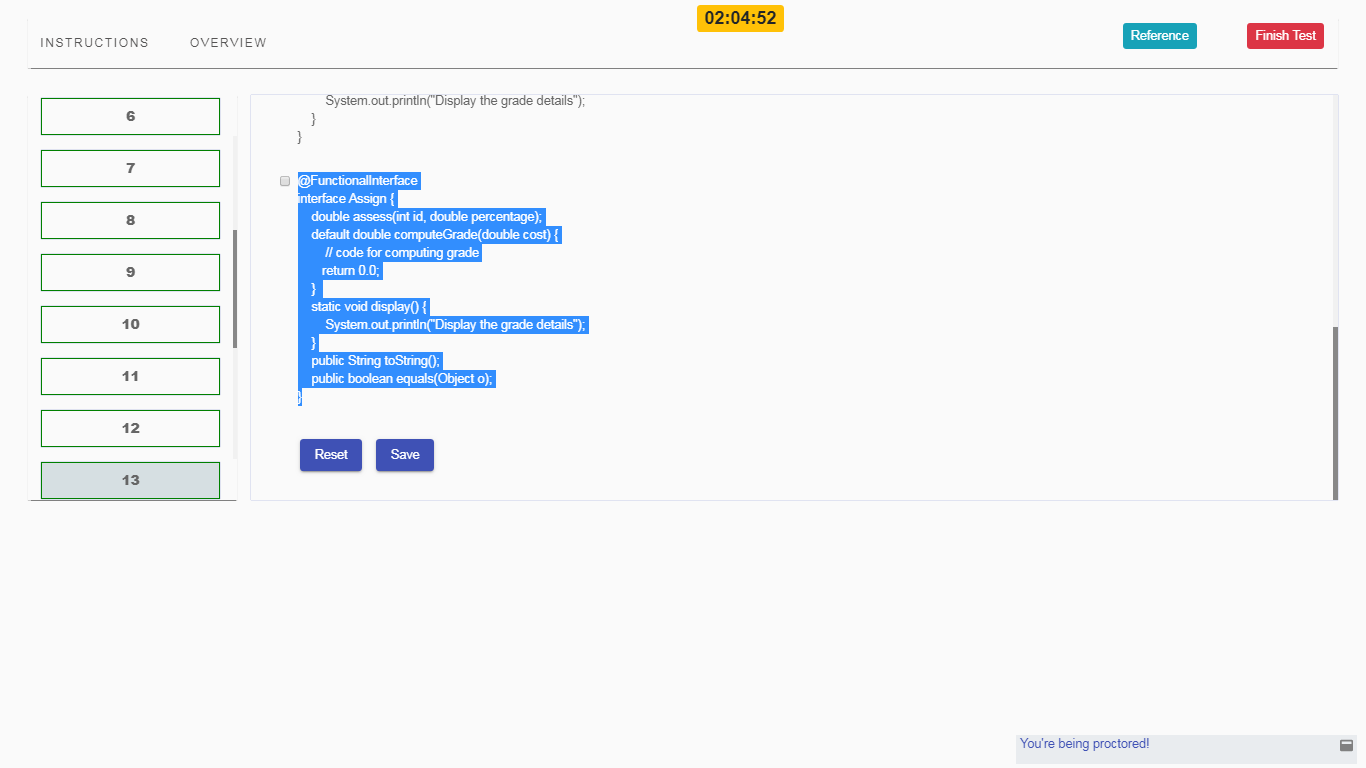 02:04:52
INSTRUCTIONS
OVERVIEW
Reference
Finish Test
6
7
8
9
10
11
12
13
System.out.println("Display the grade details");
}
}
@FunctionalInterface
interface Assign {
double assess(int id, double percentage);
default double computeGrade(double cost) {
// code for computing grade
return 0.0;
}
static void display() {
System.out.println("Display the grade details");
}
public String toString();
public boolean equals(Object o);
}
Reset
Save
You're being proctored!